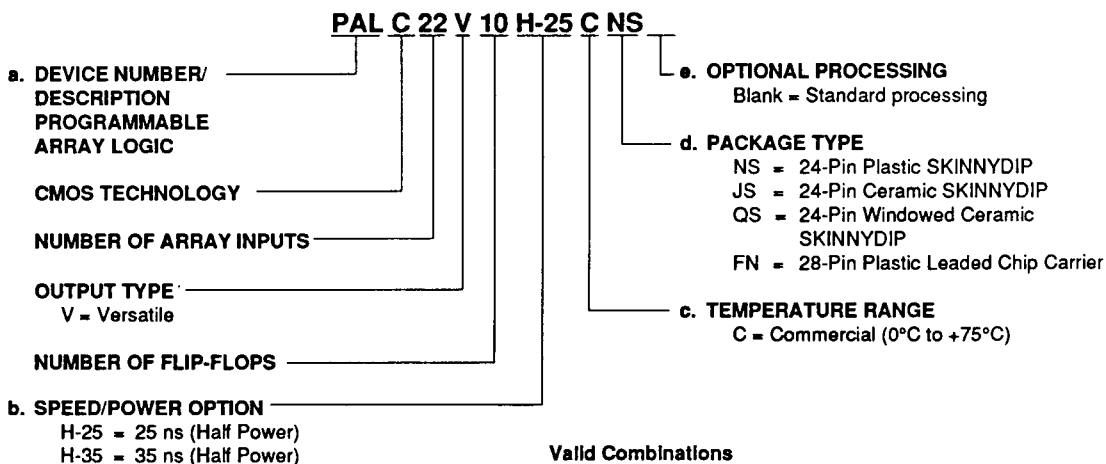 PAL C 22 V 10 H-25 C NS __
a. DEVICE NUMBER/
DESCRIPTION
PROGRAMMABLE
ARRAY LOGIC
CMOS TECHNOLOGY
NUMBER OF ARRAY INPUTS
OUTPUT TYPE
V = Versatile
NUMBER OF FLIP-FLOPS
b. SPEED/POWER OPTION
H-25 = 25 ns (Half Power)
H-35 = 35 ns (Half Power)
e. OPTIONAL PROCESSING
Blank = Standard processing
d. PACKAGE TYPE
NS = 24-Pin Plastic SKINNYDIP
JS = 24-Pin Ceramic SKINNYDIP
QS = 24-Pin Windowed Ceramic
SKINNYDIP
FN = 28-Pin Plastic Leaded Chip Carrier
c. TEMPERATURE RANGE
C = Commercial (0°C to +75°C)
Valid Combinations